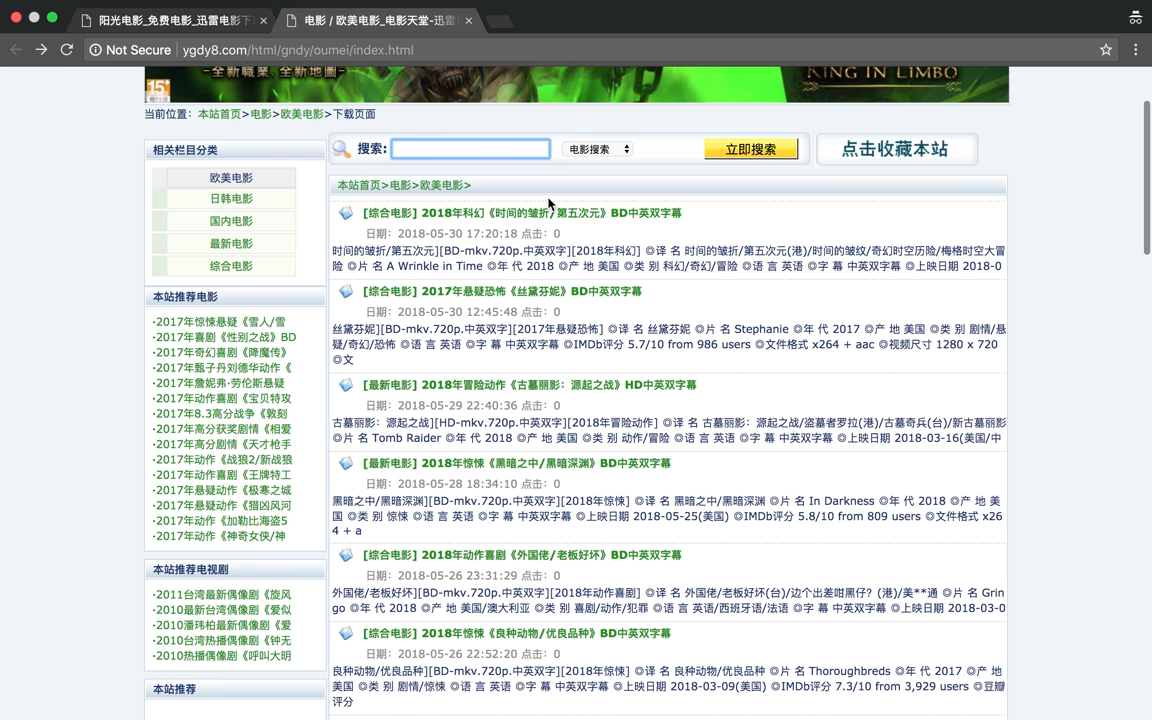 阳光电影_免费电影_迅雷电影下
电影 / 欧美电影_电影天堂-迅雷
Not Secure
ygdy8.com/html/gndy/oumei/index.html
-全新職業.全新地圖-
KING IN LIMBO
15+
当前位置：本站首页>电影>欧美电影>下载页面
相关栏目分类
欧美电影
日韩电影
国内电影
最新电影
综合电影
本站推荐电影
·2017年惊悚悬疑《雪人/雪
·2017年喜剧《性别之战》BD
·2017年奇幻喜剧《降魔传》
·2017年甄子丹刘德华动作《
·2017年詹妮弗·劳伦斯悬疑
·2017年动作喜剧《宝贝特攻
·2017年8.3高分战争《敦刻
·2017年高分获奖剧情《相爱
·2017年高分剧情《天才枪手
·2017年动作《战狼2/新战狼
·2017年动作喜剧《王牌特工
·2017年悬疑动作《极寒之城
·2017年悬疑动作《猎凶风河
·2017年动作《加勒比海盗5
·2017年动作《神奇女侠/神
本站推荐电视剧
·2011台湾最新偶像剧《旋风
·2010最新台湾偶像剧《爱似
·2010潘玮柏最新偶像剧《爱
·2010台湾热播偶像剧《钟无
·2010热播偶像剧《呼叫大明
本站推荐
搜索:
电影搜索
立即搜索
点击收藏本站
本站首页>电影>欧美电影>
[综合电影] 2018年科幻《时间的皱折/第五次元》BD中英双字幕
日期：2018-05-30 17:20:18 点击：0
时间的皱折/第五次元][BD-mkv.720p.中英双字][2018年科幻] ◎译 名 时间的皱折/第五次元(港)/时间的皱纹/奇幻时空历险/梅格时空大冒
险 ◎片 名 A Wrinkle in Time ◎年 代 2018 ◎产 地 美国 ◎类 别 科幻/奇幻/冒险 ◎语 言 英语 ◎字 幕 中英双字幕 ◎上映日期 2018-0
[综合电影] 2017年悬疑恐怖《丝黛芬妮》BD中英双字幕
日期：2018-05-30 12:45:48 点击：0
丝黛芬妮][BD-mkv.720p.中英双字][2017年悬疑恐怖] ◎译 名 丝黛芬妮 ◎片 名 Stephanie ◎年 代 2017 ◎产 地 美国 ◎类 别 剧情/悬
疑/奇幻/恐怖 ◎语 言 英语 ◎字 幕 中英双字幕 ◎IMDb评分 5.7/10 from 986 users ◎文件格式 x264 + aac ◎视频尺寸 1280 x 720
◎文
[最新电影] 2018年冒险动作《古墓丽影：源起之战》HD中英双字幕
日期：2018-05-29 22:40:36 点击：0
古墓丽影：源起之战][HD-mkv.720p.中英双字][2018年冒险动作] ◎译 名 古墓丽影：源起之战/盗墓者罗拉(港)/古墓奇兵(台)/新古墓丽影
◎片 名 Tomb Raider ◎年 代 2018 ◎产 地 美国 ◎类 别 动作/冒险 ◎语 言 英语 ◎字 幕 中英双字幕 ◎上映日期 2018-03-16(美国/中
[最新电影] 2018年惊悚《黑暗之中/黑暗深渊》BD中英双字幕
日期：2018-05-28 18:34:10 点击：0
黑暗之中/黑暗深渊][BD-mkv.720p.中英双字][2018年惊悚] ◎译 名 黑暗之中/黑暗深渊 ◎片 名 In Darkness ◎年 代 2018 ◎产 地 美
国 ◎类 别 惊悚 ◎语 言 英语 ◎字 幕 中英双字幕 ◎上映日期 2018-05-25(美国) ◎IMDb评分 5.8/10 from 809 users ◎文件格式 x26
4 + a
[综合电影] 2018年动作喜剧《外国佬/老板好坏》BD中英双字幕
日期：2018-05-26 23:31:29 点击：0
外国佬/老板好坏][BD-mkv.720p.中英双字][2018年动作喜剧] ◎译 名 外国佬/老板好坏(台)/边个出差咁黑仔？(港)/美**通 ◎片 名 Grin
go ◎年 代 2018 ◎产 地 美国/澳大利亚 ◎类 别 喜剧/动作/犯罪 ◎语 言 英语/西班牙语/法语 ◎字 幕 中英双字幕 ◎上映日期 2018-03-0
[综合电影] 2018年惊悚《良种动物/优良品种》BD中英双字幕
日期：2018-05-26 22:52:20 点击：0
良种动物/优良品种][BD-mkv.720p.中英双字][2018年惊悚] ◎译 名 良种动物/优良品种 ◎片 名 Thoroughbreds ◎年 代 2017 ◎产 地
美国 ◎类 别 剧情/惊悚 ◎语 言 英语 ◎字 幕 中英双字幕 ◎上映日期 2018-03-09(美国) ◎IMDb评分 7.3/10 from 3,929 users ◎豆瓣
评分